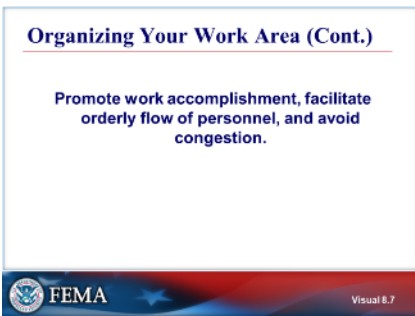 Organizing Your Work Area (Cont.)
Promote work accomplishment, facilitate
orderly flow of personnel, and avoid
congestion.
FEMA
Visual 8.7